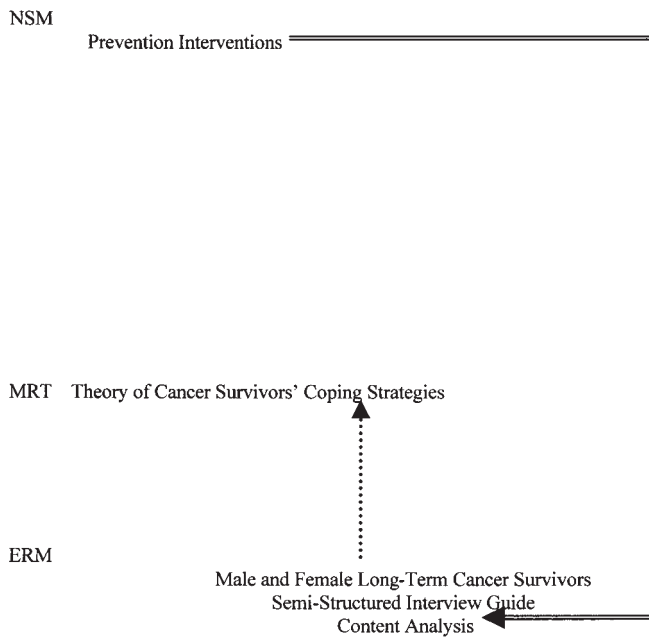 NSM
Prevention Interventions
MRT Theory of Cancer Survivors’ Coping Strategies
ERM
Male and Female Long-Term Cancer Survivors
Semi-Structured Interview Guide
Content Analysis